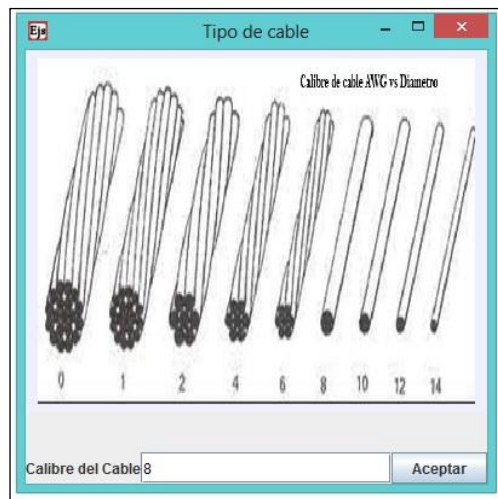 Ejs
Tipo de cable
Calibre de cable AWG vs Diametro
0 1 2 4 6 8 10 12 14
Calibre del Cable 8 Aceptar